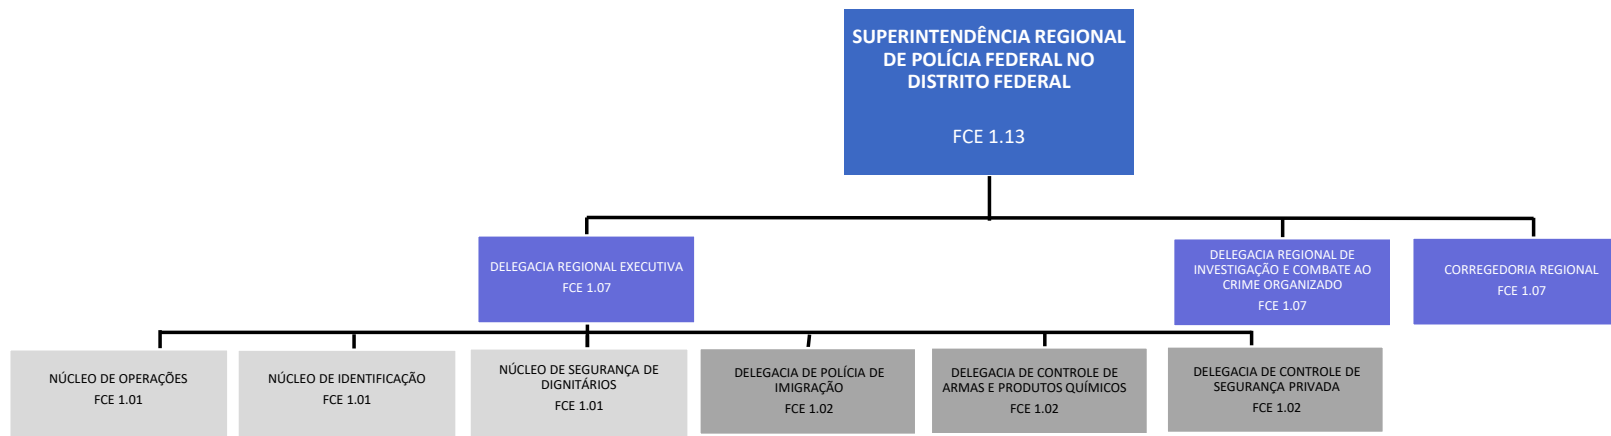 SUPERINTENDÊNCIA REGIONAL
DE POLÍCIA FEDERAL NO
DISTRITO FEDERAL
FCE 1.13
DELEGACIA REGIONAL EXECUTIVA
FCE 1.07
DELEGACIA REGIONAL DE
INVESTIGAÇÃO E COMBATE AO
CRIME ORGANIZADO
FCE 1.07
CORREGEDORIA REGIONAL
FCE 1.07
NÚCLEO DE OPERAÇÕES
FCE 1.01
NÚCLEO DE IDENTIFICAÇÃO
FCE 1.01
NÚCLEO DE SEGURANÇA DE
DIGNITÁRIOS
FCE 1.01
DELEGACIA DE POLÍCIA DE
IMIGRAÇÃO
FCE 1.02
DELEGACIA DE CONTROLE DE
ARMAS E PRODUTOS QUÍMICOS
FCE 1.02
DELEGACIA DE CONTROLE DE
SEGURANÇA PRIVADA
FCE 1.02